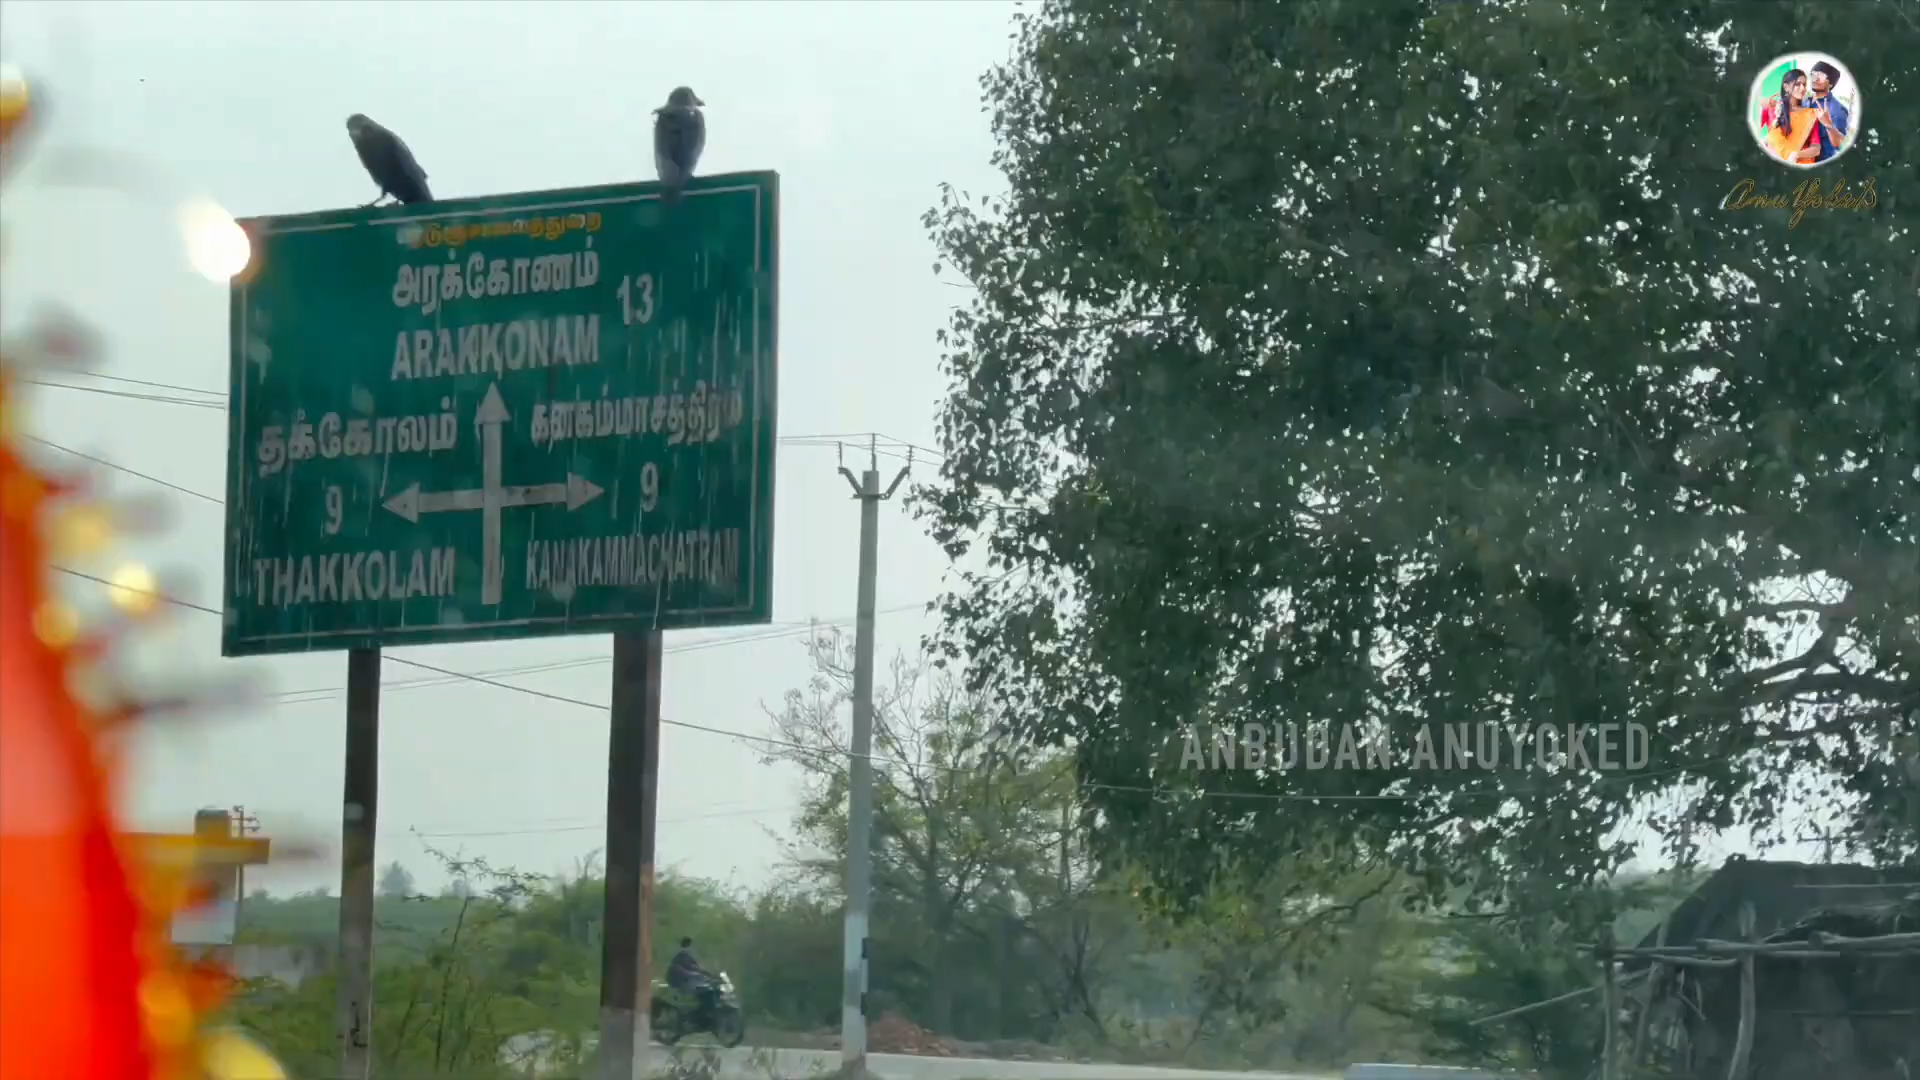 நெடுஞ்சாலைத்துறை
அரக்கோணம்
13
ARAKKONAM
தக்கோலம்
கனகம்மாசத்திரம்
9
9
THAKKOLAM
KANAKAMMACHATRAM
ANBUDAN ANUYOKED